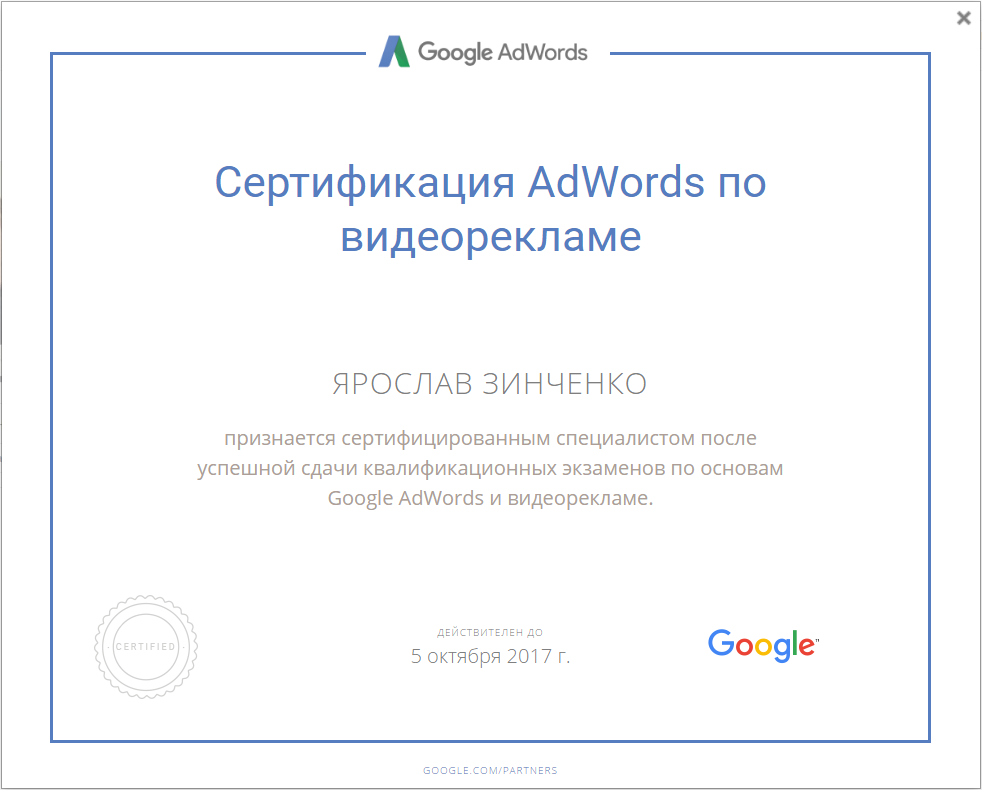 Google AdWords
Сертификация AdWords по
видеорекламе
ЯРОСЛАВ ЗИНЧЕНКО
признается сертифицированным специалистом после
успешной сдачи квалификационных экзаменов по основам
Google AdWords и видеорекламе.
· CERTIFIED ·
ДЕЙСТВИТЕЛЕН ДО
5 октября 2017 г.
Google™
GOOGLE.COM/PARTNERS